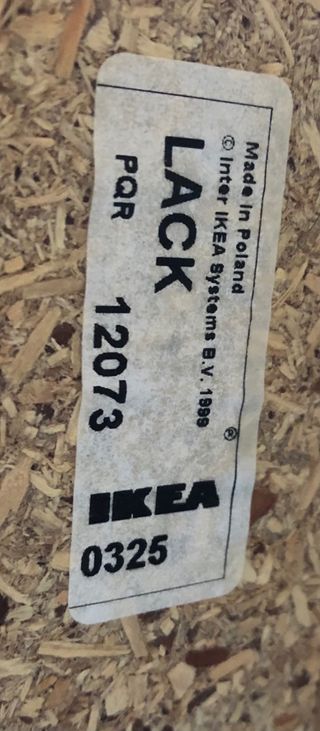 Made in Poland
© Inter IKEA Systems B.V. 1999
LACK
PQR 12073
IKEA®
0325